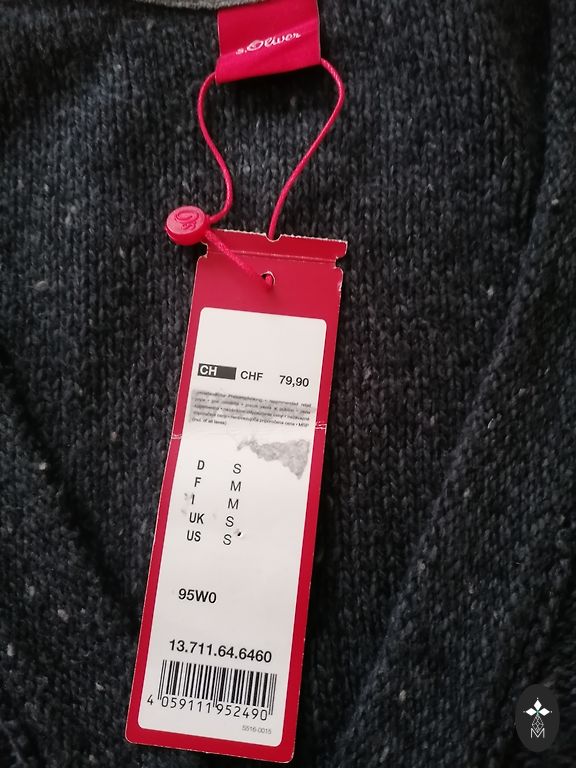 s.Oliver
CH CHF 79,90
D S
F M
I M
UK S
US S
95W0
13.711.64.6460
4 059111 952490
5516-0015